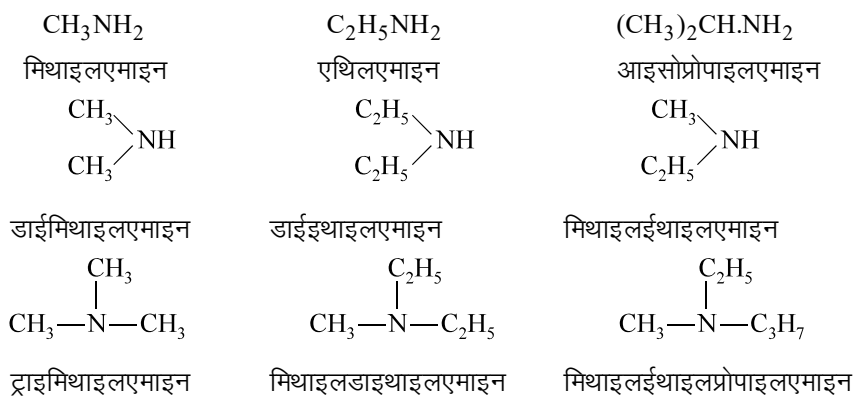 CH₃NH₂ C₂H₅NH₂ (CH₃)₂CH.NH₂
मिथाइलएमाइन एथिलएमाइन आइसोप्रोपाइलएमाइन
CH₃ C₂H₅ CH₃
NH NH NH
CH₃ C₂H₅ C₂H₅
डाईमिथाइलएमाइन डाईइथाइलएमाइन मिथाइलईथाइलएमाइन
CH₃ C₂H₅ C₂H₅
CH₃—N—CH₃ CH₃—N—C₂H₅ CH₃—N—C₃H₇
ट्राइमिथाइलएमाइन मिथाइलडाइथाइलएमाइन मिथाइलईथाइलप्रोपाइलएमाइन